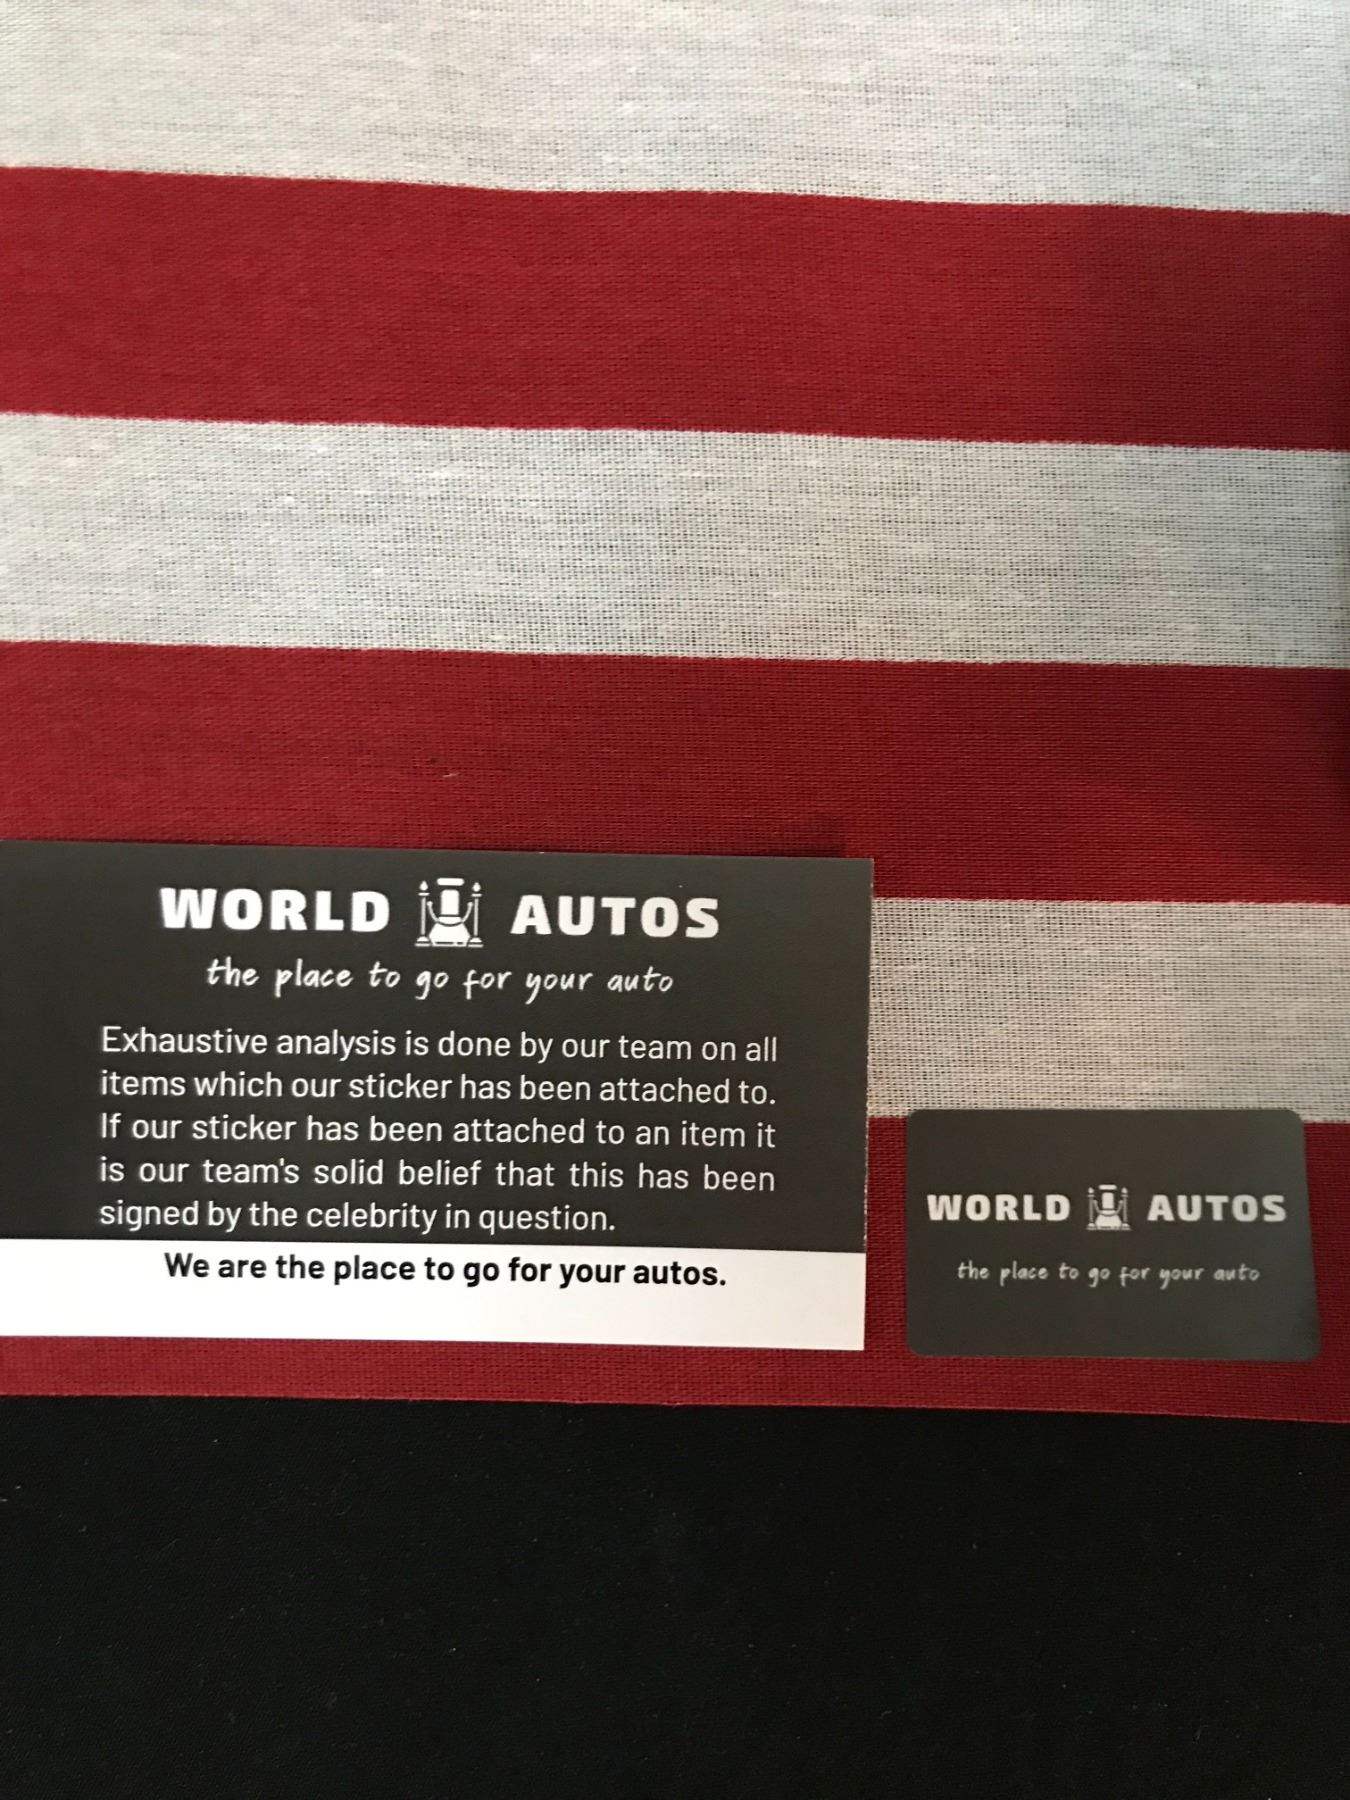 WORLD AUTOS
the place to go for your auto
Exhaustive analysis is done by our team on all
items which our sticker has been attached to.
If our sticker has been attached to an item it
is our team's solid belief that this has been
signed by the celebrity in question.
We are the place to go for your autos.
WORLD AUTOS
the place to go for your auto